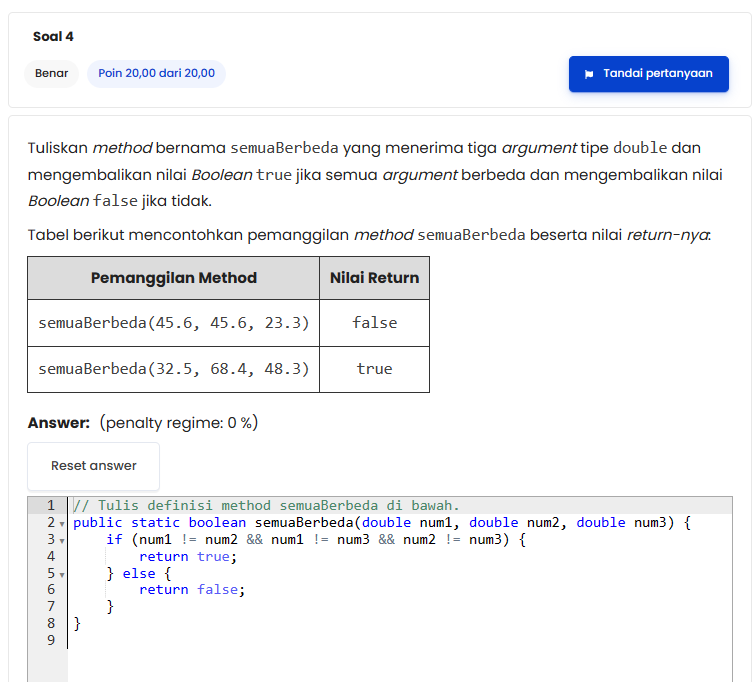 Soal 4
Benar
Poin 20,00 dari 20,00
Tandai pertanyaan
Tuliskan method bernama semuaBerbeda yang menerima tiga argument tipe double dan
mengembalikan nilai Boolean true jika semua argument berbeda dan mengembalikan nilai
Boolean false jika tidak.
Tabel berikut mencontohkan pemanggilan method semuaBerbeda beserta nilai return-nya:
Pemanggilan Method Nilai Return
semuaBerbeda(45.6, 45.6, 23.3) false
semuaBerbeda(32.5, 68.4, 48.3) true
Answer: (penalty regime: 0 %)
Reset answer
1 // Tulis definisi method semuaBerbeda di bawah.
2 public static boolean semuaBerbeda(double num1, double num2, double num3) {
3     if (num1 != num2 && num1 != num3 && num2 != num3) {
4         return true;
5     } else {
6         return false;
7     }
8 }
9